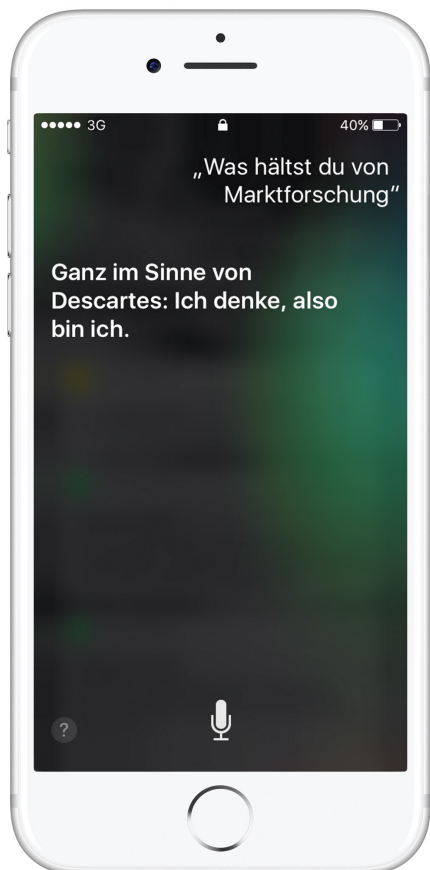 3G 40%
„Was hältst du von
Marktforschung“
Ganz im Sinne von
Descartes: Ich denke, also
bin ich.
?